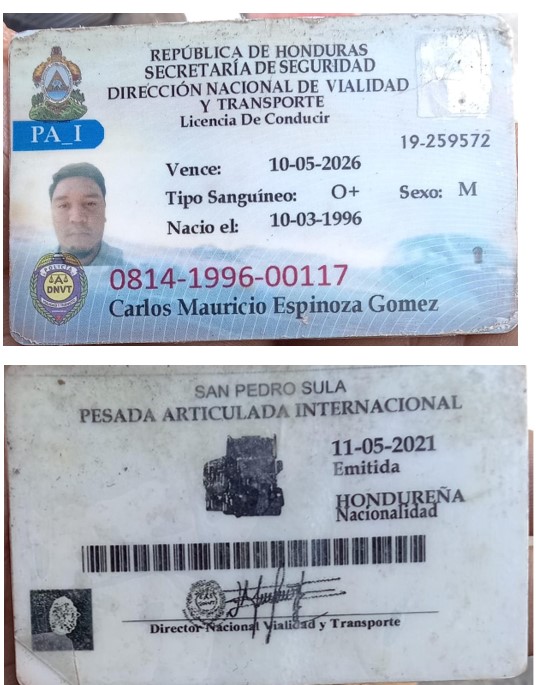 REPÚBLICA DE HONDURAS
SECRETARÍA DE SEGURIDAD
DIRECCIÓN NACIONAL DE VIALIDAD
Y TRANSPORTE
Licencia De Conducir
PA_I
19-259572
Vence: 10-05-2026
Tipo Sanguíneo: O+ Sexo: M
Nacio el: 10-03-1996
POLICIA
DNVT
0814-1996-00117
Carlos Mauricio Espinoza Gomez
SAN PEDRO SULA
PESADA ARTICULADA INTERNACIONAL
11-05-2021
Emitida
HONDUREÑA
Nacionalidad
Director Nacional Vialidad y Transporte